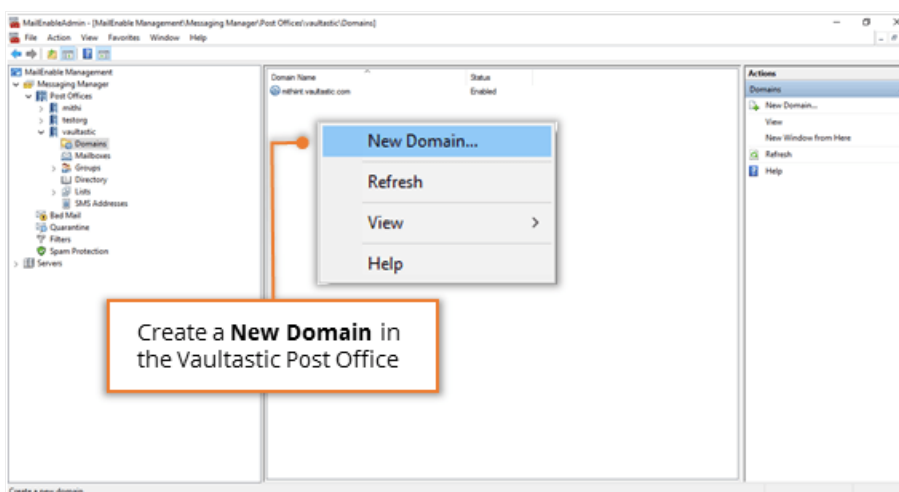 MailEnableAdmin - [MailEnable Management\Messaging Manager\Post Offices\vaultastic\Domains]
File Action View Favorites Window Help
MailEnable Management
Messaging Manager
Post Offices
mithi
testorg
vaultastic
Domains
Mailboxes
Groups
Directory
Lists
SMS Addresses
Bad Mail
Quarantine
Filters
Spam Protection
Servers
Domain Name Status
mithint.vaultastic.com Enabled
New Domain...
Refresh
View
Help
Create a New Domain in
the Vaultastic Post Office
Actions
Domains
New Domain...
View
New Window from Here
Refresh
Help
Create a new domain